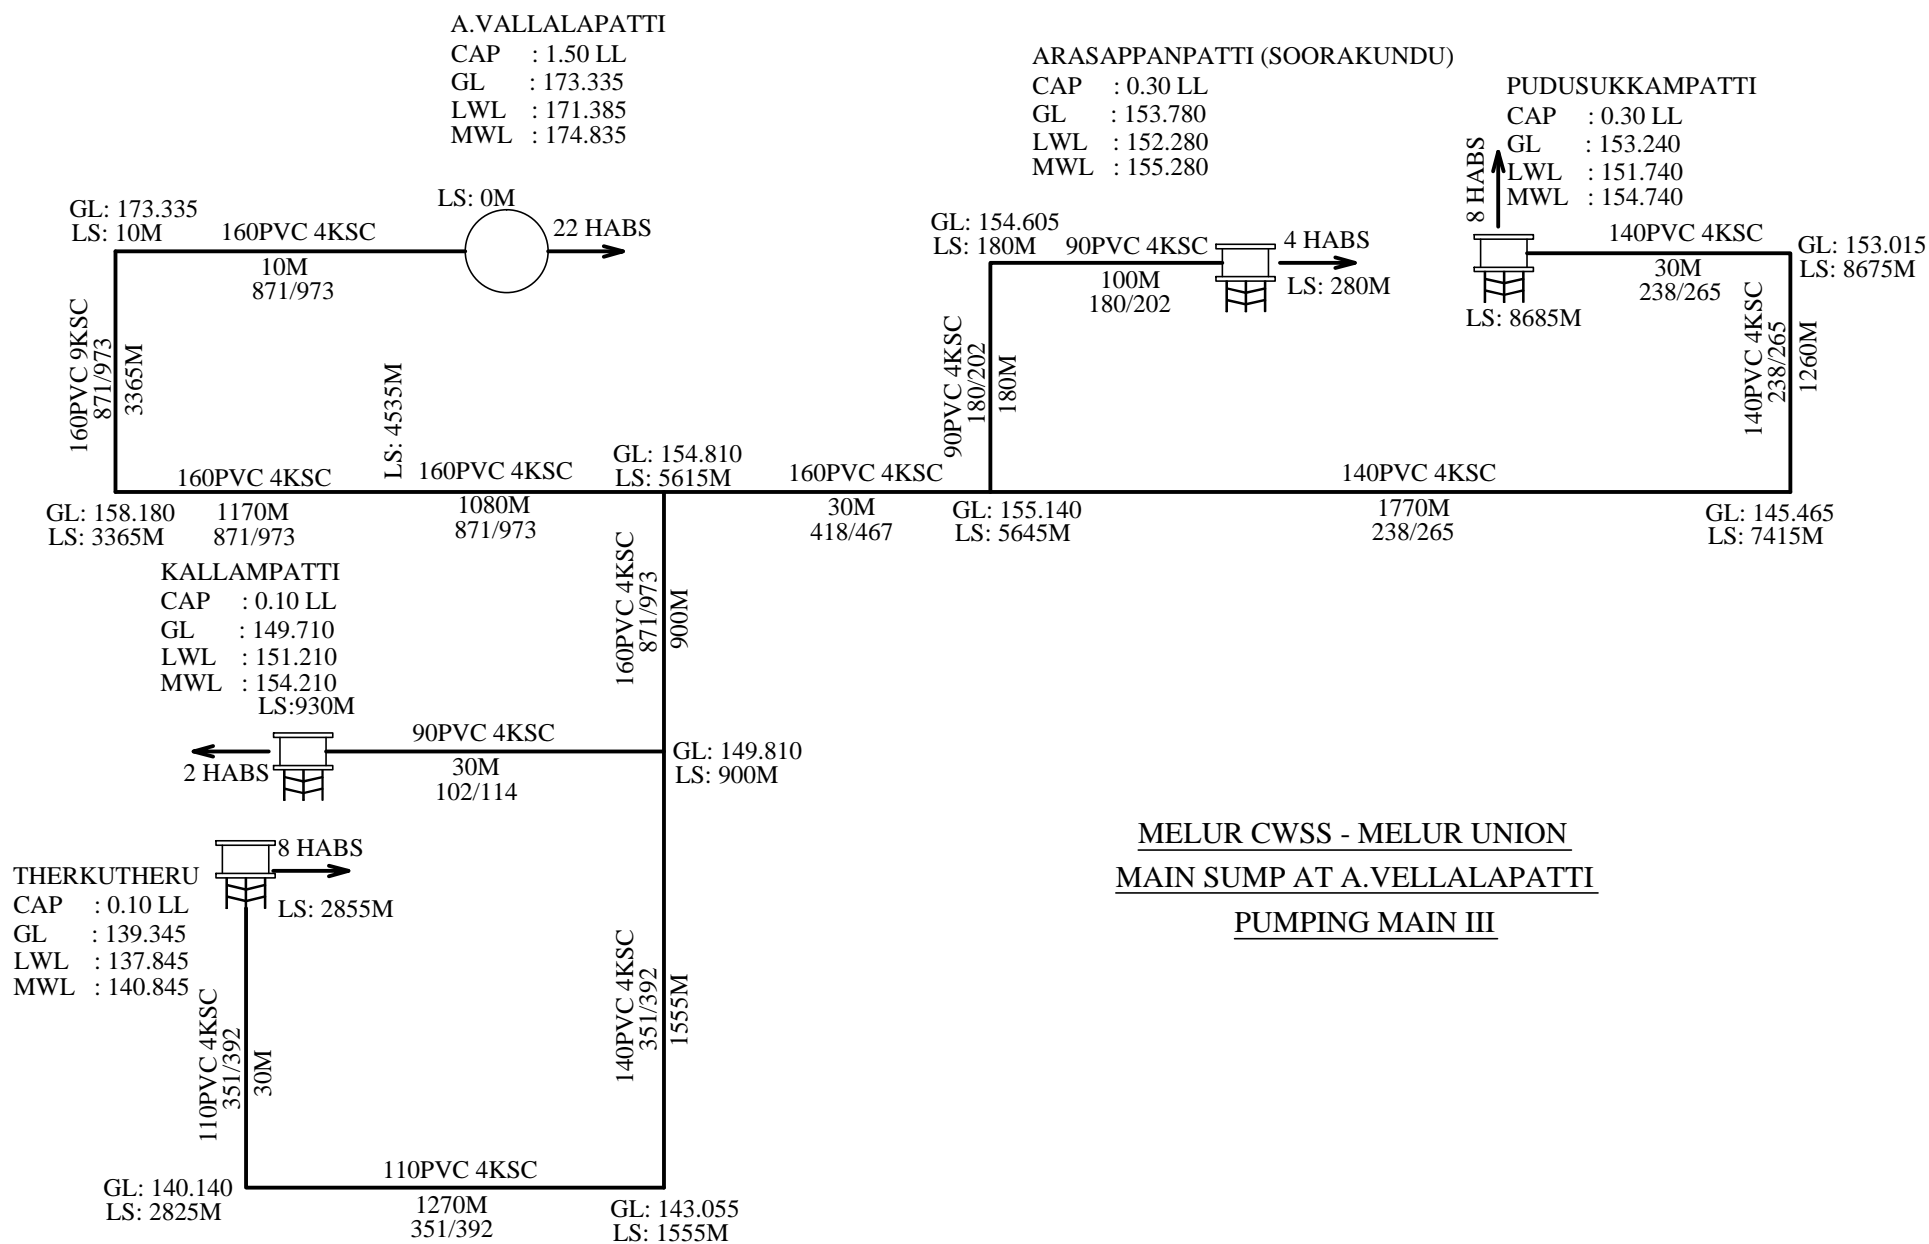 A.VALLALAPATTI
CAP : 1.50 LL
GL : 173.335
LWL : 171.385
MWL : 174.835
ARASAPPANPATTI (SOORAKUNDU)
CAP : 0.30 LL
GL : 153.780
LWL : 152.280
MWL : 155.280
PUDUSUKKAMPATTI
CAP : 0.30 LL
GL : 153.240
LWL : 151.740
MWL : 154.740
8 HABS
GL: 173.335
LS: 10M
160PVC 4KSC
10M
871/973
LS: 0M
22 HABS
GL: 154.605
LS: 180M
90PVC 4KSC
100M
180/202
4 HABS
LS: 280M
LS: 8685M
140PVC 4KSC
30M
238/265
GL: 153.015
LS: 8675M
160PVC 9KSC
871/973
3365M
LS: 4535M
90PVC 4KSC
180/202
180M
140PVC 4KSC
238/265
1260M
GL: 158.180
LS: 3365M
160PVC 4KSC
1170M
871/973
160PVC 4KSC
1080M
871/973
GL: 154.810
LS: 5615M
160PVC 4KSC
30M
418/467
GL: 155.140
LS: 5645M
140PVC 4KSC
1770M
238/265
GL: 145.465
LS: 7415M
KALLAMPATTI
CAP : 0.10 LL
GL : 149.710
LWL : 151.210
MWL : 154.210
LS:930M
160PVC 4KSC
871/973
900M
2 HABS
90PVC 4KSC
30M
102/114
GL: 149.810
LS: 900M
THERKUTHERU
CAP : 0.10 LL
GL : 139.345
LWL : 137.845
MWL : 140.845
8 HABS
LS: 2855M
110PVC 4KSC
351/392
30M
140PVC 4KSC
351/392
1555M
GL: 140.140
LS: 2825M
110PVC 4KSC
1270M
351/392
GL: 143.055
LS: 1555M
MELUR CWSS - MELUR UNION
MAIN SUMP AT A.VELLALAPATTI
PUMPING MAIN III